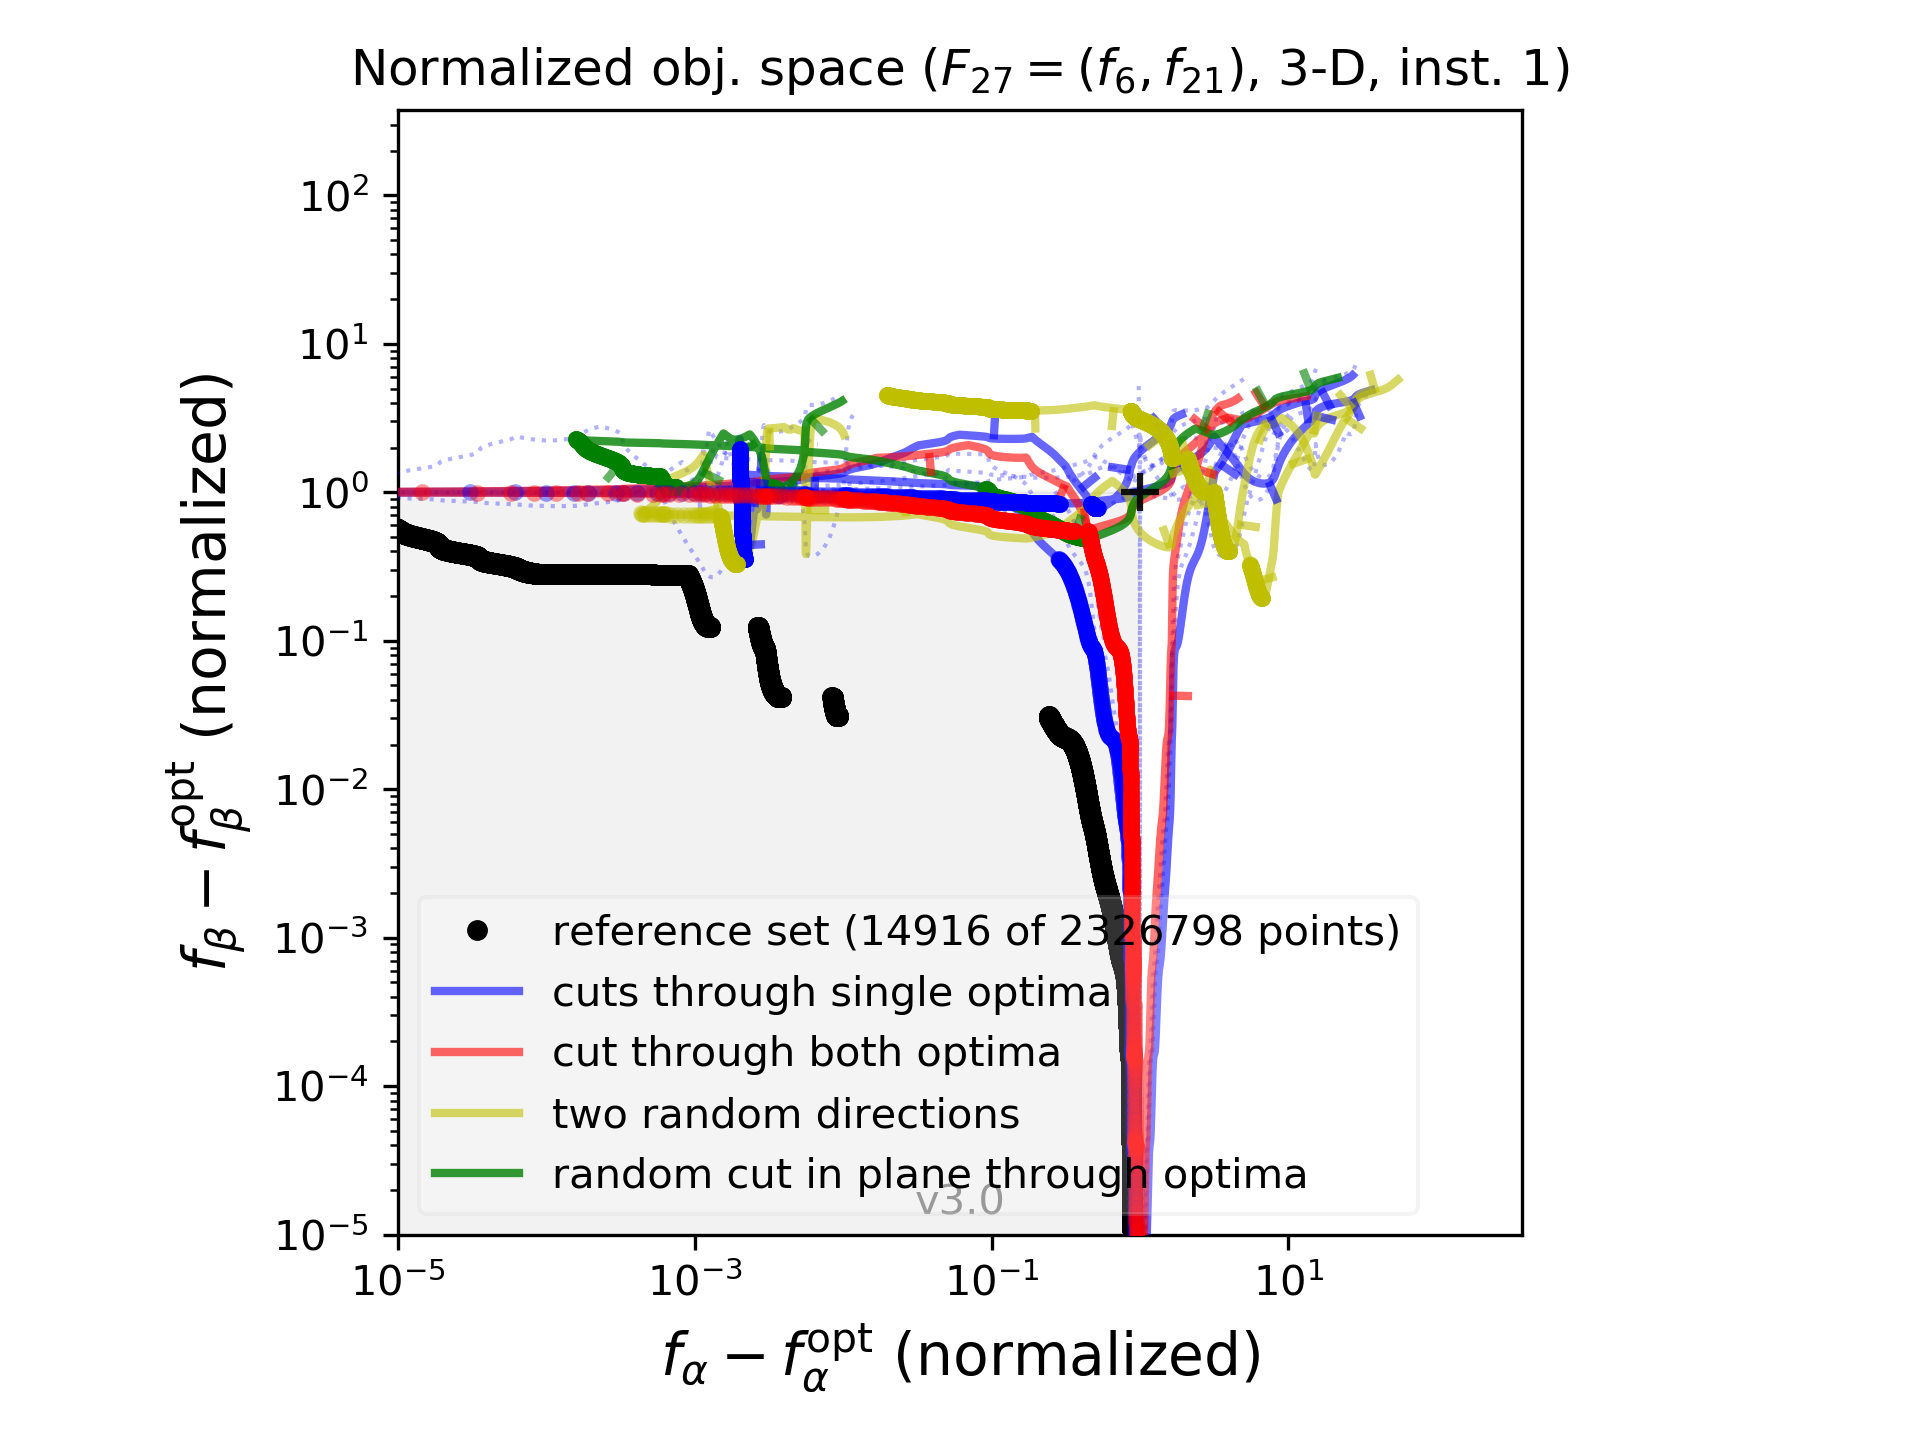 Normalized obj. space (F₂₇ = (f₆, f₂₁), 3-D, inst. 1)
10²
10¹
10⁰
10⁻¹
10⁻²
10⁻³
10⁻⁴
10⁻⁵
f_β − f_β^opt (normalized)
reference set (14916 of 2326798 points)
cuts through single optima
cut through both optima
two random directions
random cut in plane through optima
v3.0
10⁻⁵ 10⁻³ 10⁻¹ 10¹
f_α − f_α^opt (normalized)